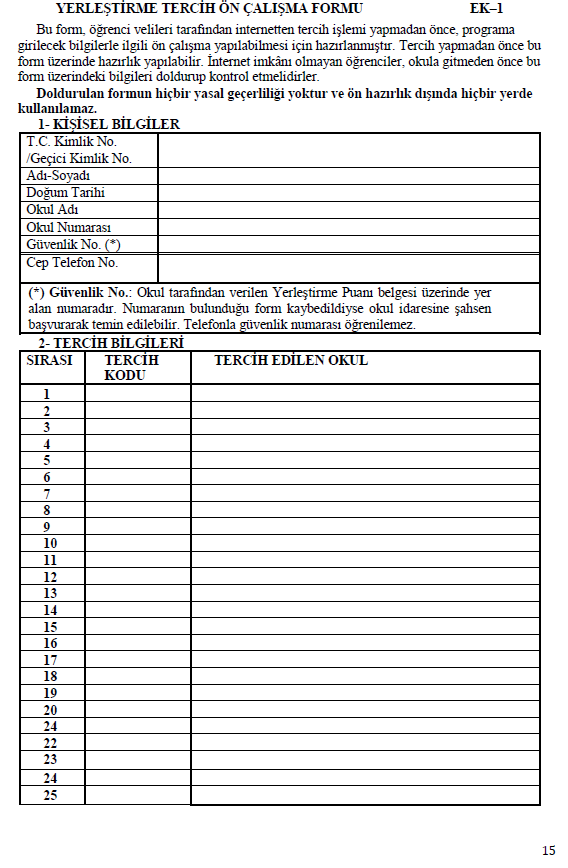 YERLEŞTİRME TERCİH ÖN ÇALIŞMA FORMU EK–1
Bu form, öğrenci velileri tarafından internetten tercih işlemi yapmadan önce, programa
girilecek bilgilerle ilgili ön çalışma yapılabilmesi için hazırlanmıştır. Tercih yapmadan önce bu
form üzerinde hazırlık yapılabilir. İnternet imkânı olmayan öğrenciler, okula gitmeden önce bu
form üzerindeki bilgileri doldurup kontrol etmelidirler.
Doldurulan formun hiçbir yasal geçerliliği yoktur ve ön hazırlık dışında hiçbir yerde
kullanılamaz.
1- KİŞİSEL BİLGİLER
T.C. Kimlik No.
/Geçici Kimlik No.
Adı-Soyadı
Doğum Tarihi
Okul Adı
Okul Numarası
Güvenlik No. (*)
Cep Telefon No.
(*) Güvenlik No.: Okul tarafından verilen Yerleştirme Puanı belgesi üzerinde yer
alan numaradır. Numaranın bulunduğu form kaybedildiyse okul idaresine şahsen
başvurarak temin edilebilir. Telefonla güvenlik numarası öğrenilemez.
2- TERCİH BİLGİLERİ
SIRASI TERCİH KODU TERCİH EDİLEN OKUL
1
2
3
4
5
6
7
8
9
10
11
12
13
14
15
16
17
18
19
20
24
22
23
24
25
15